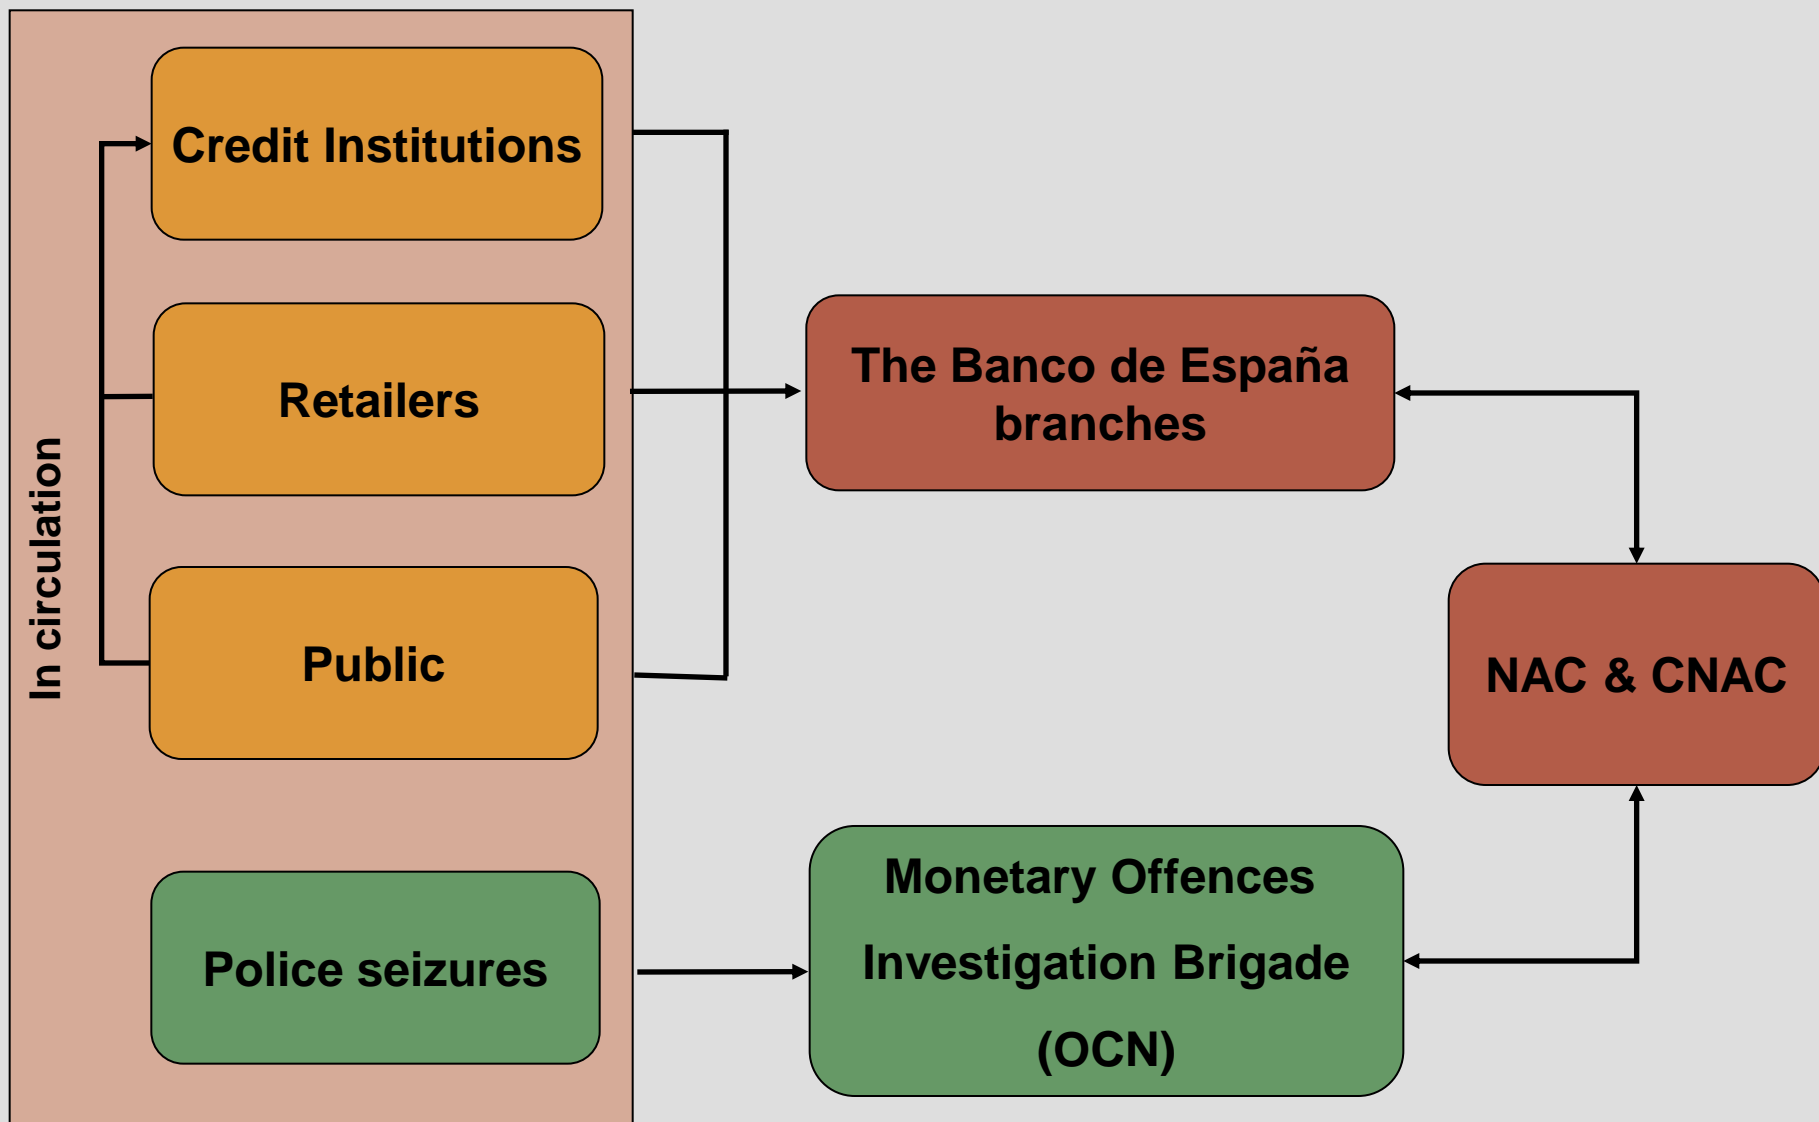 In circulation
Credit Institutions
Retailers
Public
Police seizures
The Banco de España
branches
NAC & CNAC
Monetary Offences
Investigation Brigade
(OCN)